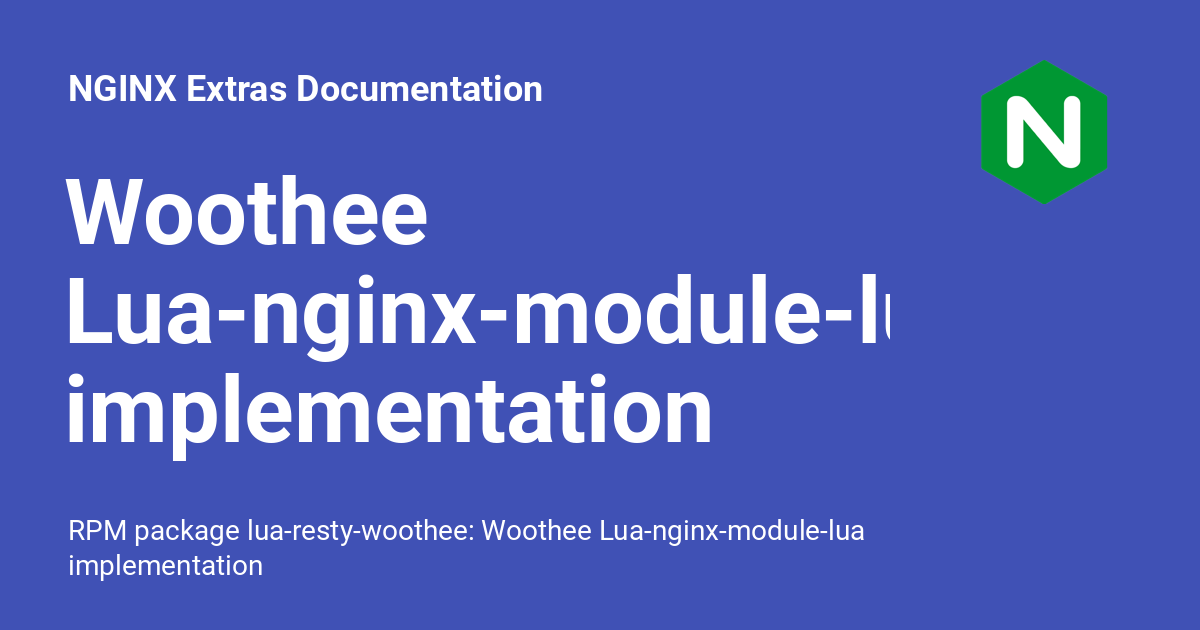 NGINX Extras Documentation
N
Woothee
Lua-nginx-module-l
implementation
RPM package lua-resty-woothee: Woothee Lua-nginx-module-lua
implementation